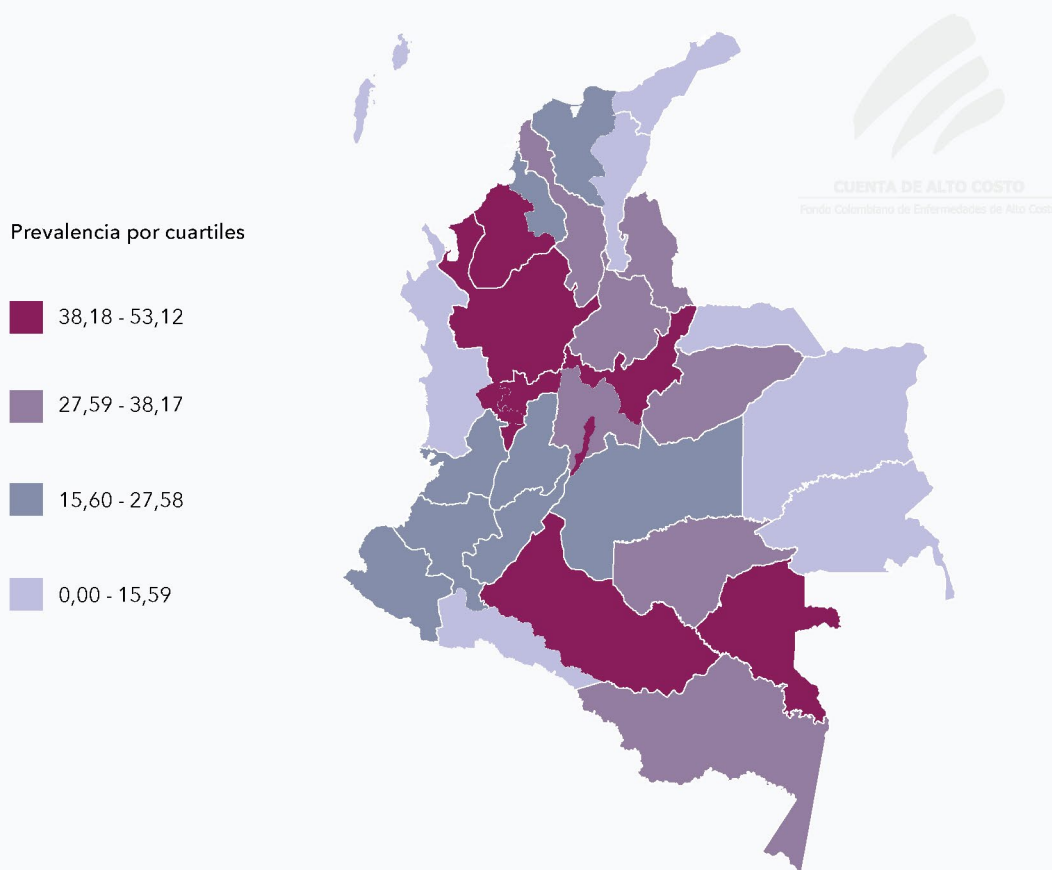 CUENTA DE ALTO COSTO
Fondo Colombiano de Enfermedades de Alto Cost
Prevalencia por cuartiles
38,18 - 53,12
27,59 - 38,17
15,60 - 27,58
0,00 - 15,59